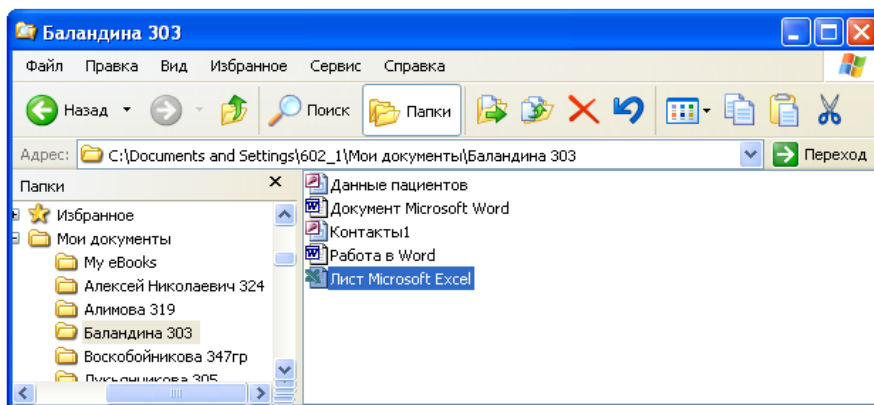 Баландина 303
Файл Правка Вид Избранное Сервис Справка
Назад Поиск Папки
Адрес: C:\Documents and Settings\602_1\Мои документы\Баландина 303 Переход
Папки
Избранное
Мои документы
My eBooks
Алексей Николаевич 324
Алимова 319
Баландина 303
Воскобойникова 347гр
Лукьянчикова 305
Данные пациентов
Документ Microsoft Word
Контакты1
Работа в Word
Лист Microsoft Excel